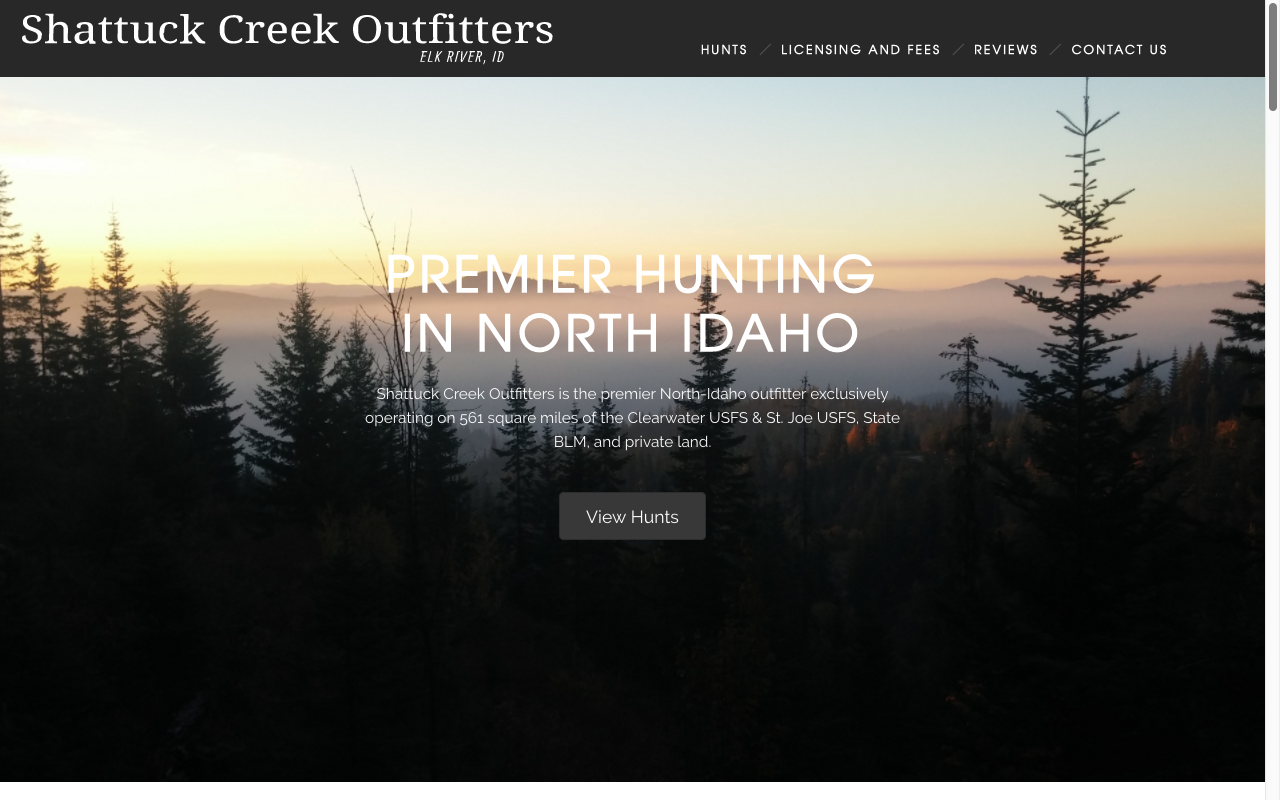 Shattuck Creek Outfitters
ELK RIVER, ID
HUNTS / LICENSING AND FEES / REVIEWS / CONTACT US
PREMIER HUNTING
IN NORTH IDAHO
Shattuck Creek Outfitters is the premier North-Idaho outfitter exclusively
operating on 561 square miles of the Clearwater USFS & St. Joe USFS, State
BLM, and private land.
View Hunts